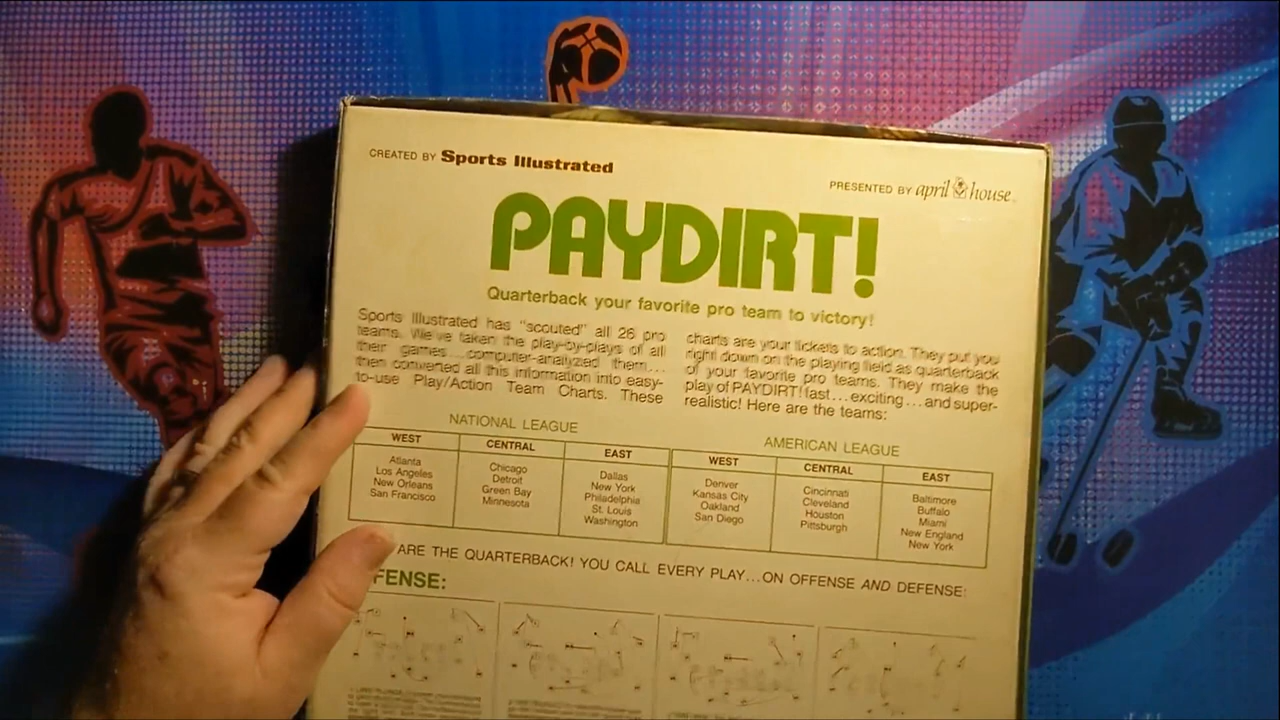 CREATED BY Sports Illustrated
PRESENTED BY april house
PAYDIRT!
Quarterback your favorite pro team to victory!
Sports Illustrated has "scouted" all 26 pro
teams. We've taken the play-by-plays of all
their games...computer-analyzed them...
then converted all this information into easy-
to-use Play/Action Team Charts. These
charts are your tickets to action. They put you
right down on the playing field as quarterback
of your favorite pro teams. They make the
play of PAYDIRT! fast...exciting...and super-
realistic! Here are the teams:
NATIONAL LEAGUE
WEST
Atlanta
Los Angeles
New Orleans
San Francisco
CENTRAL
Chicago
Detroit
Green Bay
Minnesota
EAST
Dallas
New York
Philadelphia
St. Louis
Washington
AMERICAN LEAGUE
WEST
Denver
Kansas City
Oakland
San Diego
CENTRAL
Cincinnati
Cleveland
Houston
Pittsburgh
EAST
Baltimore
Buffalo
Miami
New England
New York
ARE THE QUARTERBACK! YOU CALL EVERY PLAY...ON OFFENSE AND DEFENSE:
FENSE: